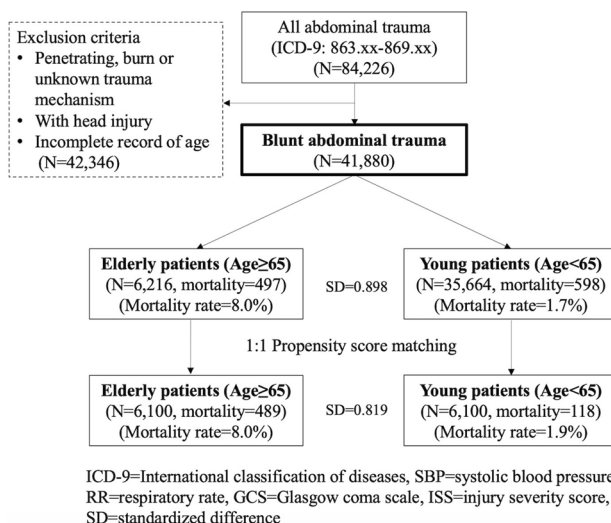 All abdominal trauma
(ICD-9: 863.xx-869.xx)
(N=84,226)
Exclusion criteria
• Penetrating, burn or
unknown trauma
mechanism
• With head injury
• Incomplete record of age
(N=42,346)
Blunt abdominal trauma
(N=41,880)
Elderly patients (Age≥65)
(N=6,216, mortality=497)
(Mortality rate=8.0%)
SD=0.898
Young patients (Age<65)
(N=35,664, mortality=598)
(Mortality rate=1.7%)
1:1 Propensity score matching
Elderly patients (Age≥65)
(N=6,100, mortality=489)
(Mortality rate=8.0%)
SD=0.819
Young patients (Age<65)
(N=6,100, mortality=118)
(Mortality rate=1.9%)
ICD-9=International classification of diseases, SBP=systolic blood pressure
RR=respiratory rate, GCS=Glasgow coma scale, ISS=injury severity score,
SD=standardized difference